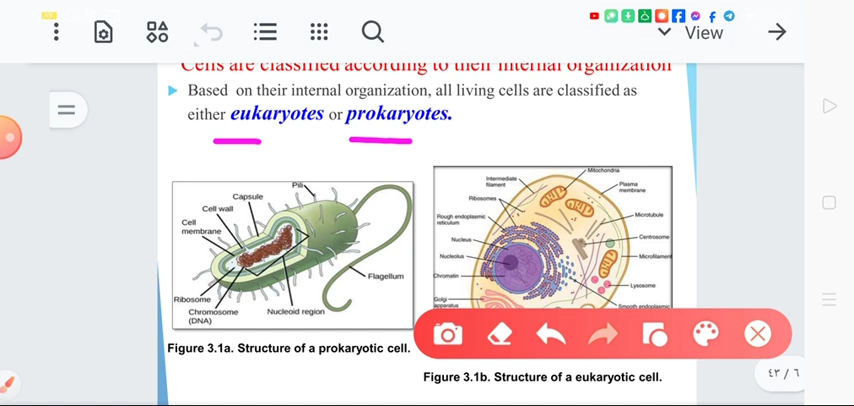 View
Cells are classified according to their internal organization
Based on their internal organization, all living cells are classified as
either eukaryotes or prokaryotes.
Pili
Capsule
Cell wall
Cell
membrane
Flagellum
Ribosome
Chromosome
(DNA)
Nucleoid region
Figure 3.1a. Structure of a prokaryotic cell.
Mitochondria
Intermediate
filament
Plasma
membrane
Ribosomes
Rough endoplasmic
reticulum
Microtubule
Nucleus
Centrosome
Nucleolus
Microfilament
Chromatin
Lysosome
Golgi
apparatus
Smooth endoplasmic
Figure 3.1b. Structure of a eukaryotic cell.
٤٣ / ٦